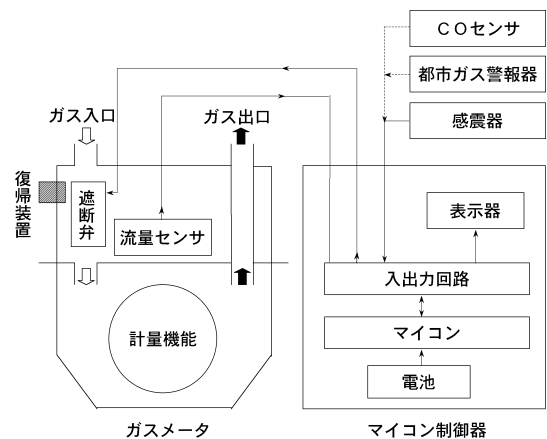 COセンサ
都市ガス警報器
感震器
ガス入口
ガス出口
復帰装置
遮断弁
流量センサ
表示器
入出力回路
計量機能
マイコン
電池
ガスメータ
マイコン制御器